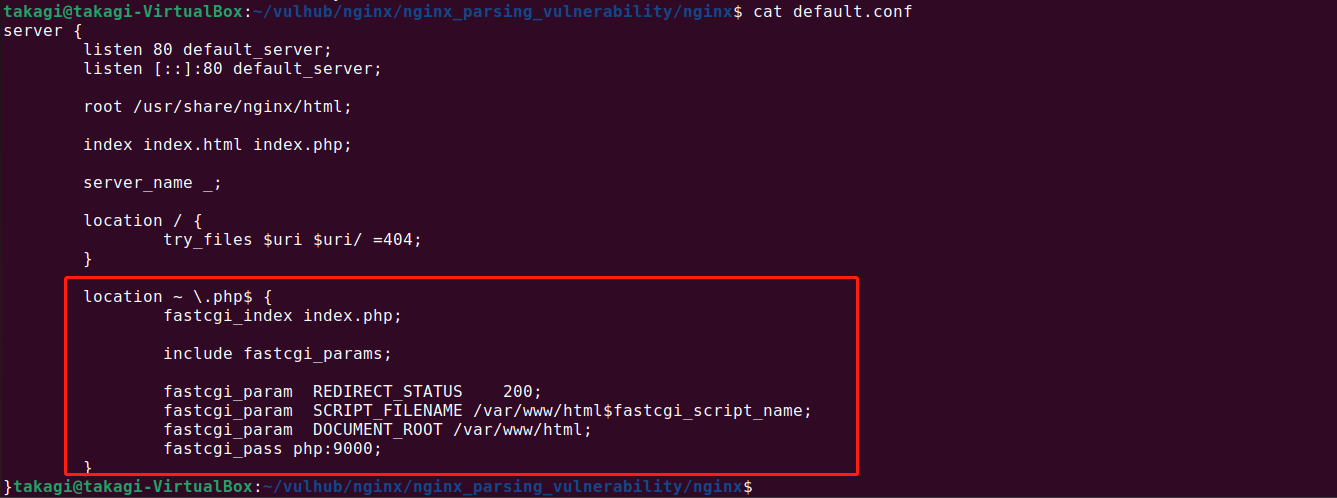 takagi@takagi-VirtualBox:~/vulhub/nginx/nginx_parsing_vulnerability/nginx$ cat default.conf
server {
        listen 80 default_server;
        listen [::]:80 default_server;

        root /usr/share/nginx/html;

        index index.html index.php;

        server_name _;

        location / {
                try_files $uri $uri/ =404;
        }

        location ~ \.php$ {
                fastcgi_index index.php;

                include fastcgi_params;

                fastcgi_param  REDIRECT_STATUS    200;
                fastcgi_param  SCRIPT_FILENAME /var/www/html$fastcgi_script_name;
                fastcgi_param  DOCUMENT_ROOT /var/www/html;
                fastcgi_pass php:9000;
        }
}takagi@takagi-VirtualBox:~/vulhub/nginx/nginx_parsing_vulnerability/nginx$